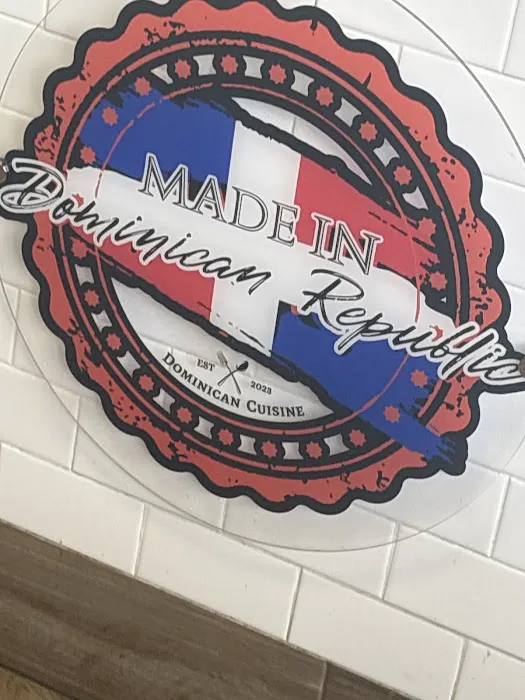 MADE IN
Dominican Republic
EST 2023
DOMINICAN CUISINE